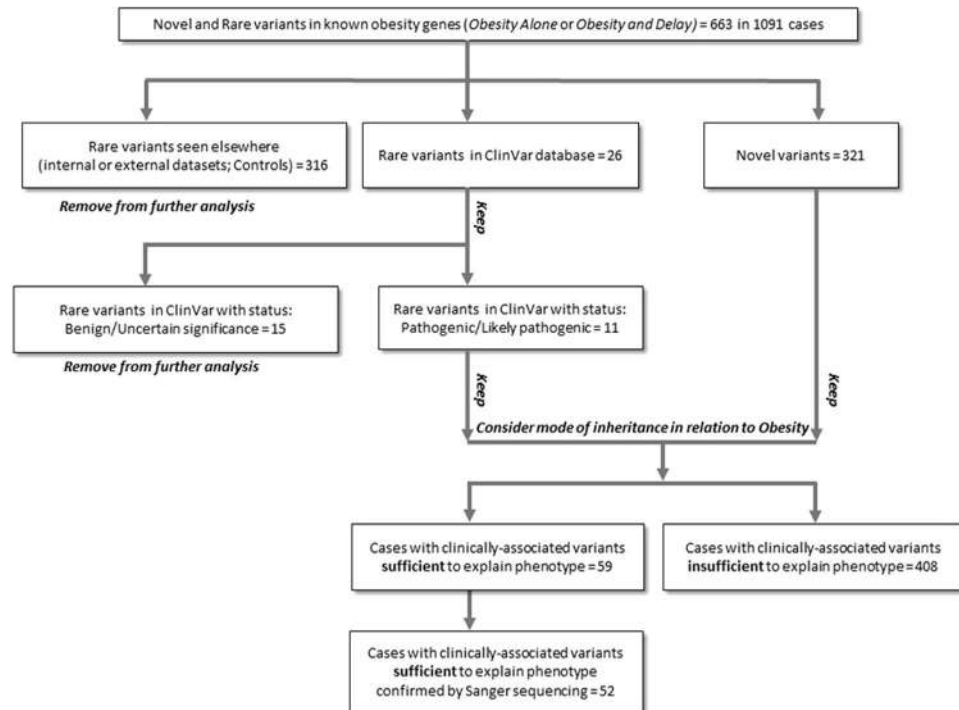 Novel and Rare variants in known obesity genes (Obesity Alone or Obesity and Delay) = 663 in 1091 cases
Rare variants seen elsewhere
(internal or external datasets; Controls) = 316
Remove from further analysis
Rare variants in ClinVar database = 26
Novel variants = 321
Keep
Rare variants in ClinVar with status:
Benign/Uncertain significance = 15
Remove from further analysis
Rare variants in ClinVar with status:
Pathogenic/Likely pathogenic = 11
Keep
Keep
Consider mode of inheritance in relation to Obesity
Cases with clinically-associated variants
sufficient to explain phenotype = 59
Cases with clinically-associated variants
insufficient to explain phenotype = 408
Cases with clinically-associated variants
sufficient to explain phenotype
confirmed by Sanger sequencing = 52